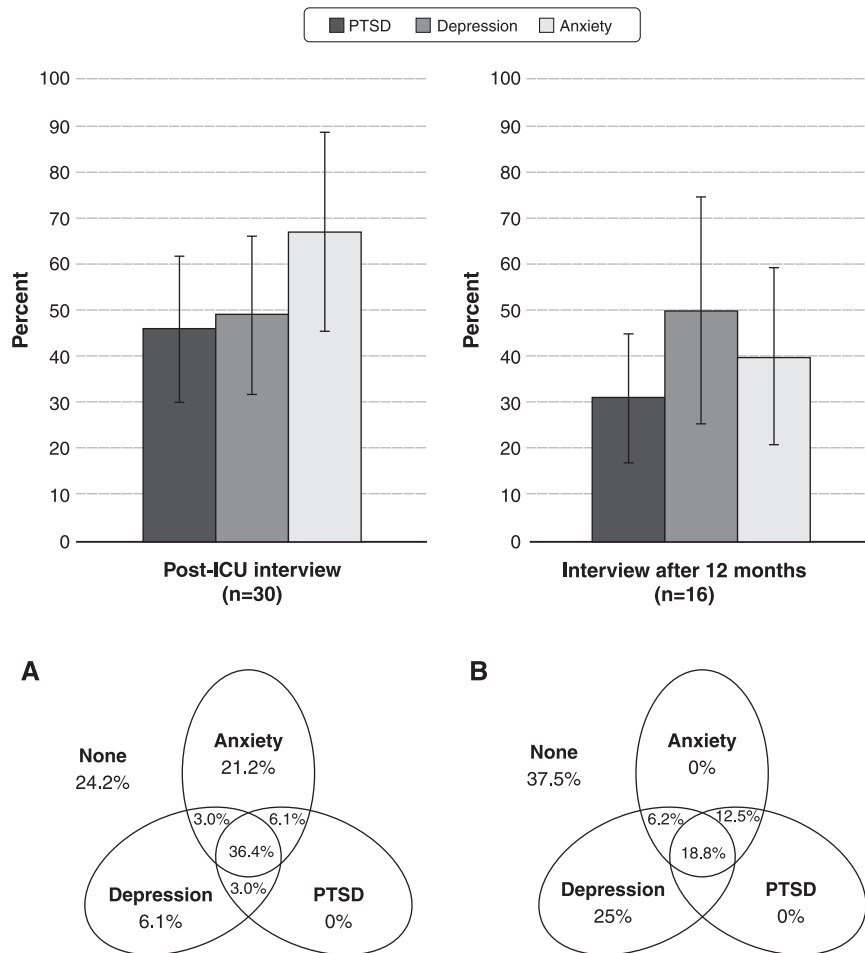 PTSD Depression Anxiety
100
90
80
70
60
50
40
30
20
10
0
Percent
Post-ICU interview
(n=30)
100
90
80
70
60
50
40
30
20
10
0
Percent
Interview after 12 months
(n=16)
A
None
24.2%
Anxiety
21.2%
3.0%
6.1%
36.4%
3.0%
Depression
6.1%
PTSD
0%
B
None
37.5%
Anxiety
0%
6.2%
12.5%
18.8%
Depression
25%
PTSD
0%